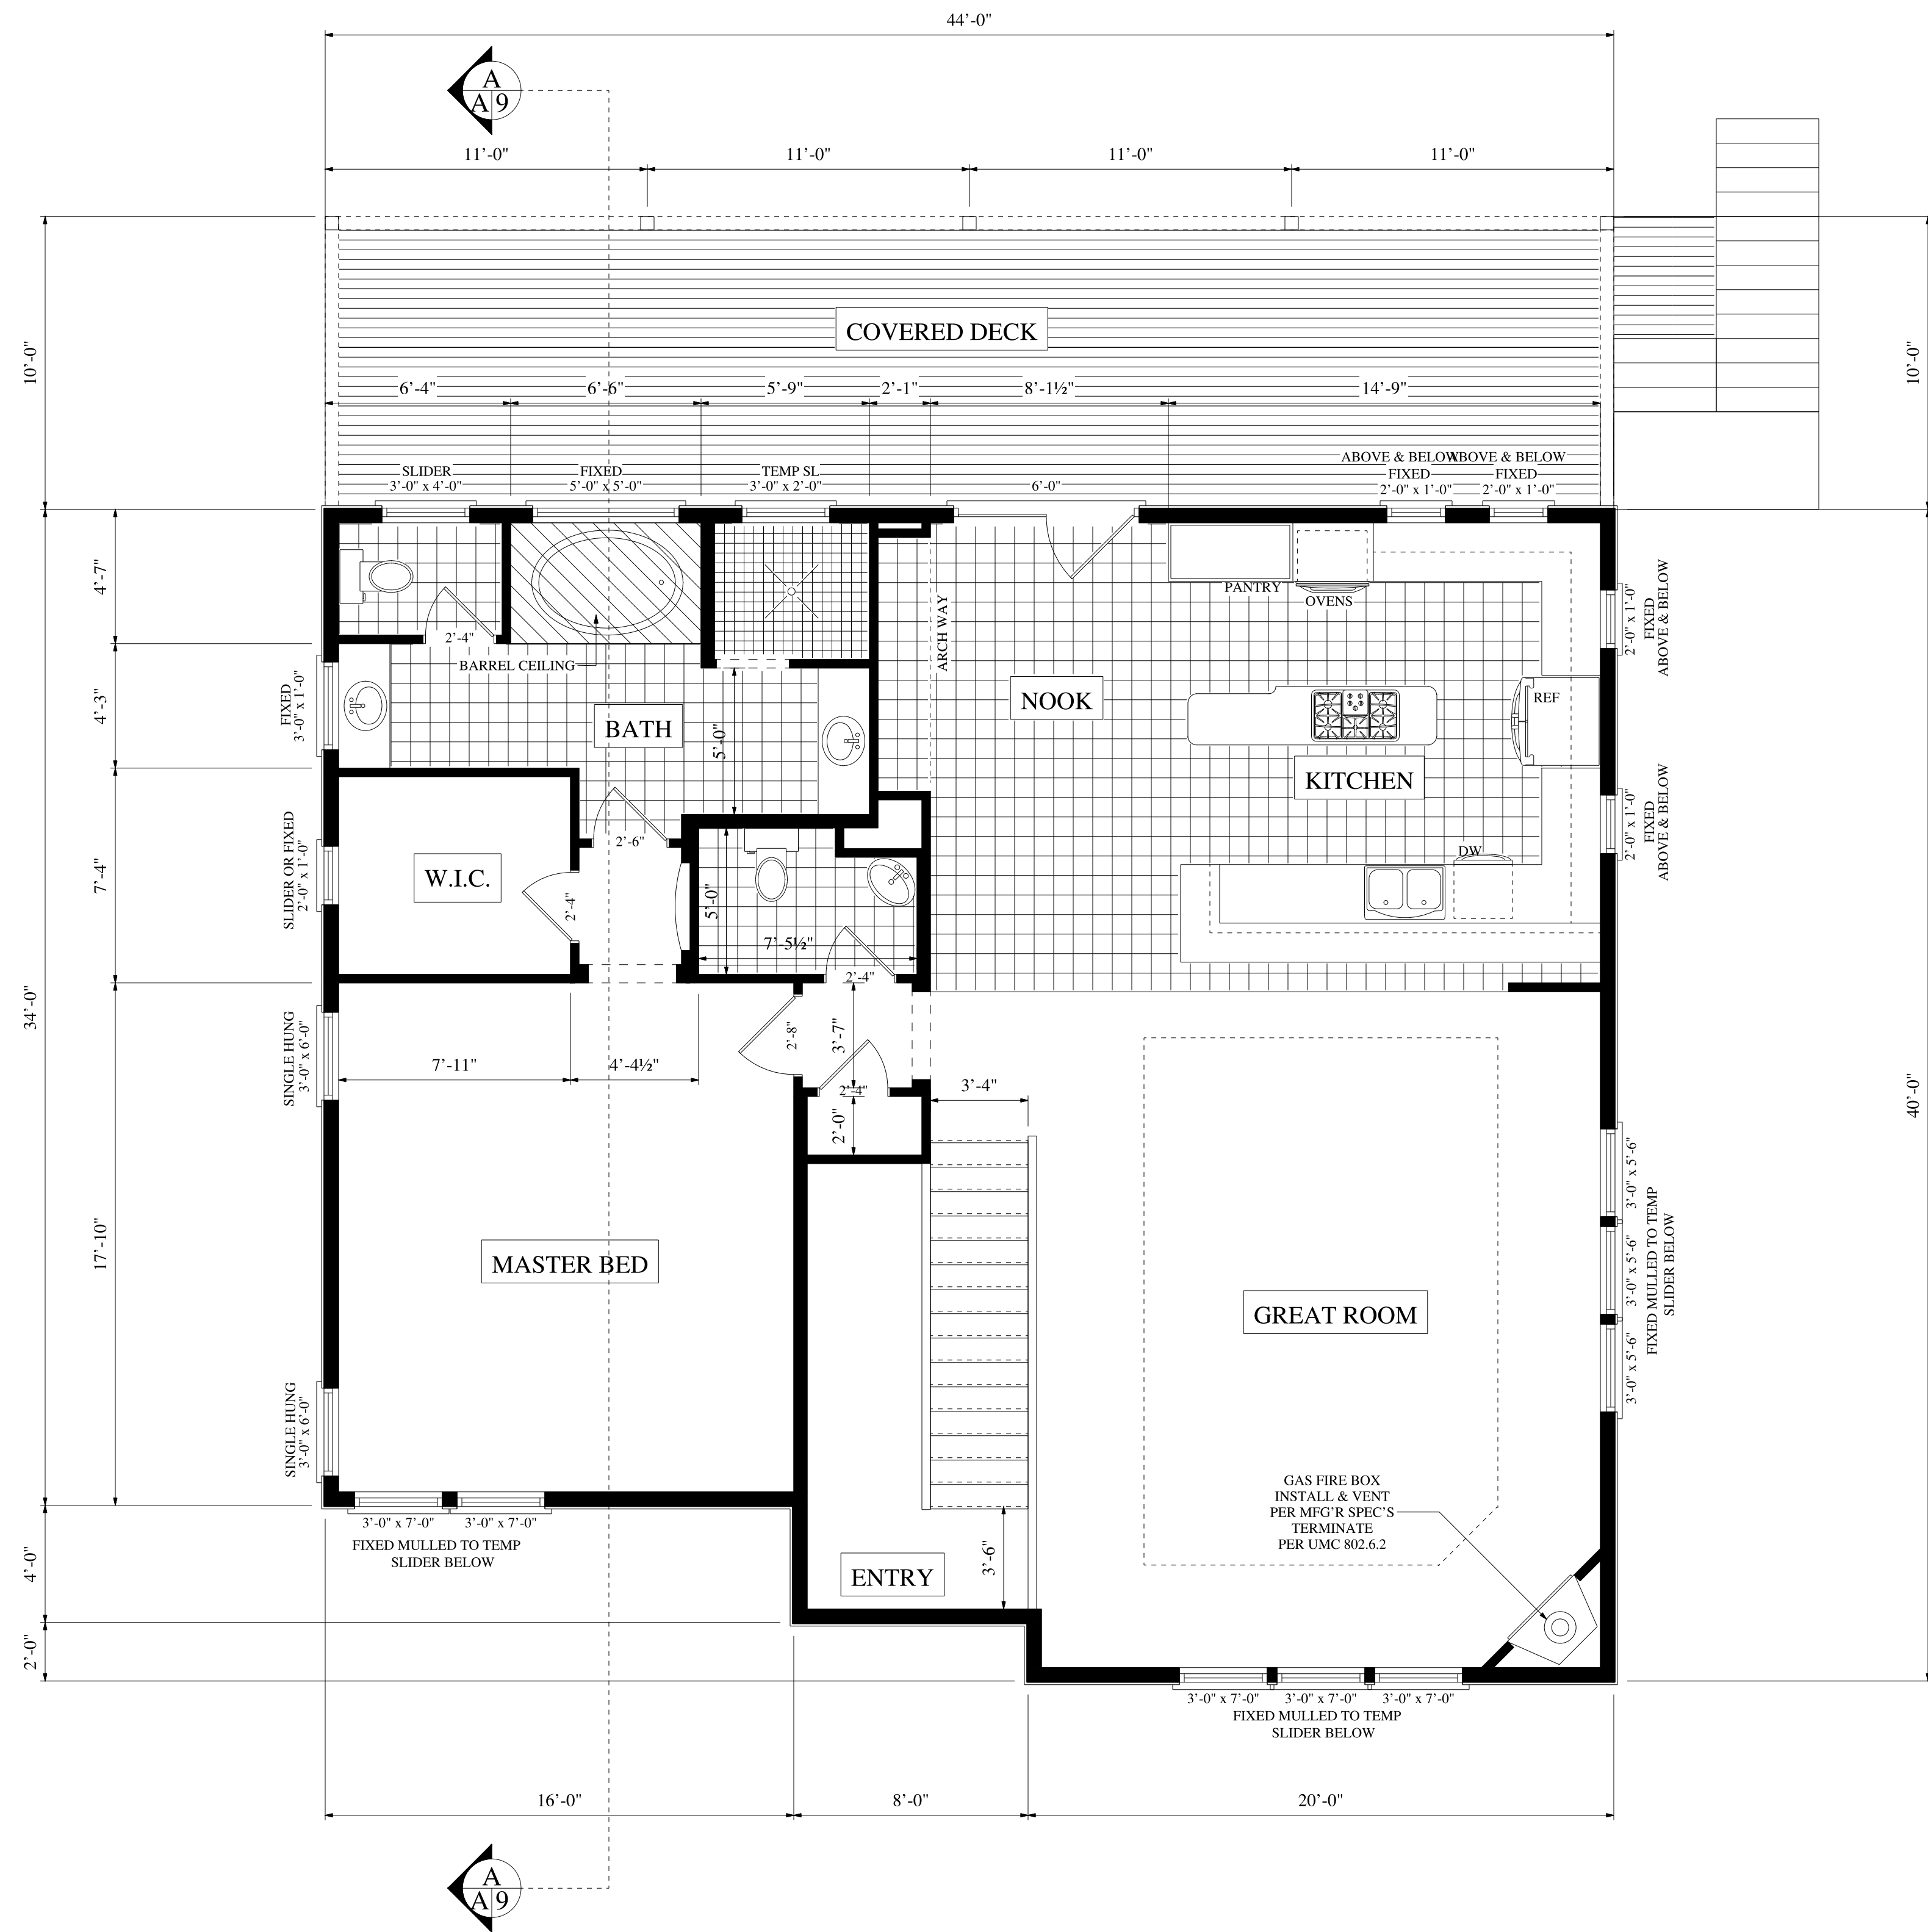 44'-0"
A
A 9
11'-0" 11'-0" 11'-0" 11'-0"
10'-0"
10'-0"
COVERED DECK
6'-4" 6'-6" 5'-9" 2'-1" 8'-1½" 14'-9"
SLIDER
3'-0" x 4'-0"
FIXED
5'-0" x 5'-0"
TEMP SL
3'-0" x 2'-0"
6'-0"
ABOVE & BELOW
FIXED
2'-0" x 1'-0"
ABOVE & BELOW
FIXED
2'-0" x 1'-0"
4'-7"
4'-3"
7'-4"
34'-0"
17'-10"
4'-0"
2'-0"
2'-4"
BARREL CEILING
FIXED
3'-0" x 1'-0"
BATH
5'-0"
ARCH WAY
NOOK
PANTRY
OVENS
REF
KITCHEN
DW
2'-0" x 1'-0"
FIXED
ABOVE & BELOW
2'-0" x 1'-0"
FIXED
ABOVE & BELOW
SLIDER OR FIXED
2'-0" x 1'-0"
W.I.C.
2'-6"
2'-4"
5'-0"
7'-5½"
2'-4"
SINGLE HUNG
3'-0" x 6'-0"
7'-11"
4'-4½"
2'-8"
3'-7"
2'-4"
2'-0"
3'-4"
40'-0"
MASTER BED
GREAT ROOM
3'-0" x 5'-6"
3'-0" x 5'-6"
3'-0" x 5'-6"
FIXED MULLED TO TEMP
SLIDER BELOW
SINGLE HUNG
3'-0" x 6'-0"
3'-0" x 7'-0" 3'-0" x 7'-0"
FIXED MULLED TO TEMP
SLIDER BELOW
ENTRY
3'-6"
GAS FIRE BOX
INSTALL & VENT
PER MFG'R SPEC'S
TERMINATE
PER UMC 802.6.2
3'-0" x 7'-0" 3'-0" x 7'-0" 3'-0" x 7'-0"
FIXED MULLED TO TEMP
SLIDER BELOW
16'-0" 8'-0" 20'-0"
A
A 9